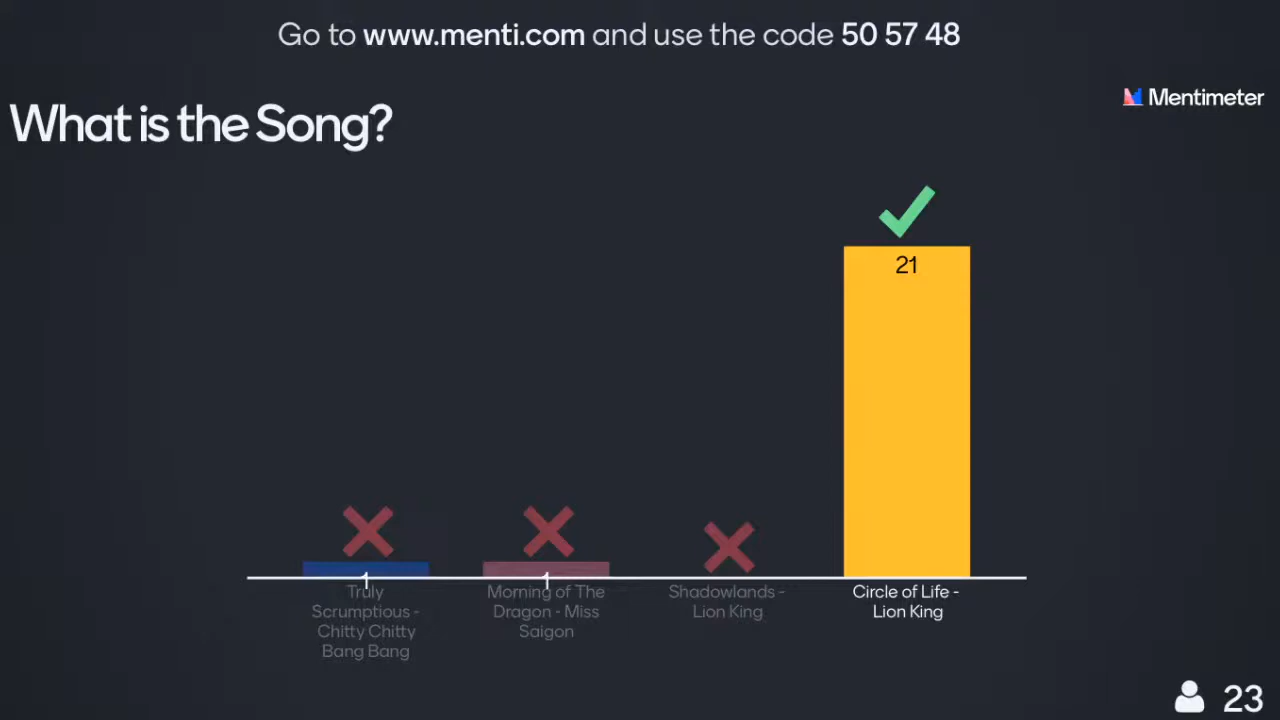 Go to www.menti.com and use the code 50 57 48
Mentimeter
What is the Song?
21
1
1
Truly
Scrumptious -
Chitty Chitty
Bang Bang
Morning of The
Dragon - Miss
Saigon
Shadowlands -
Lion King
Circle of Life -
Lion King
23